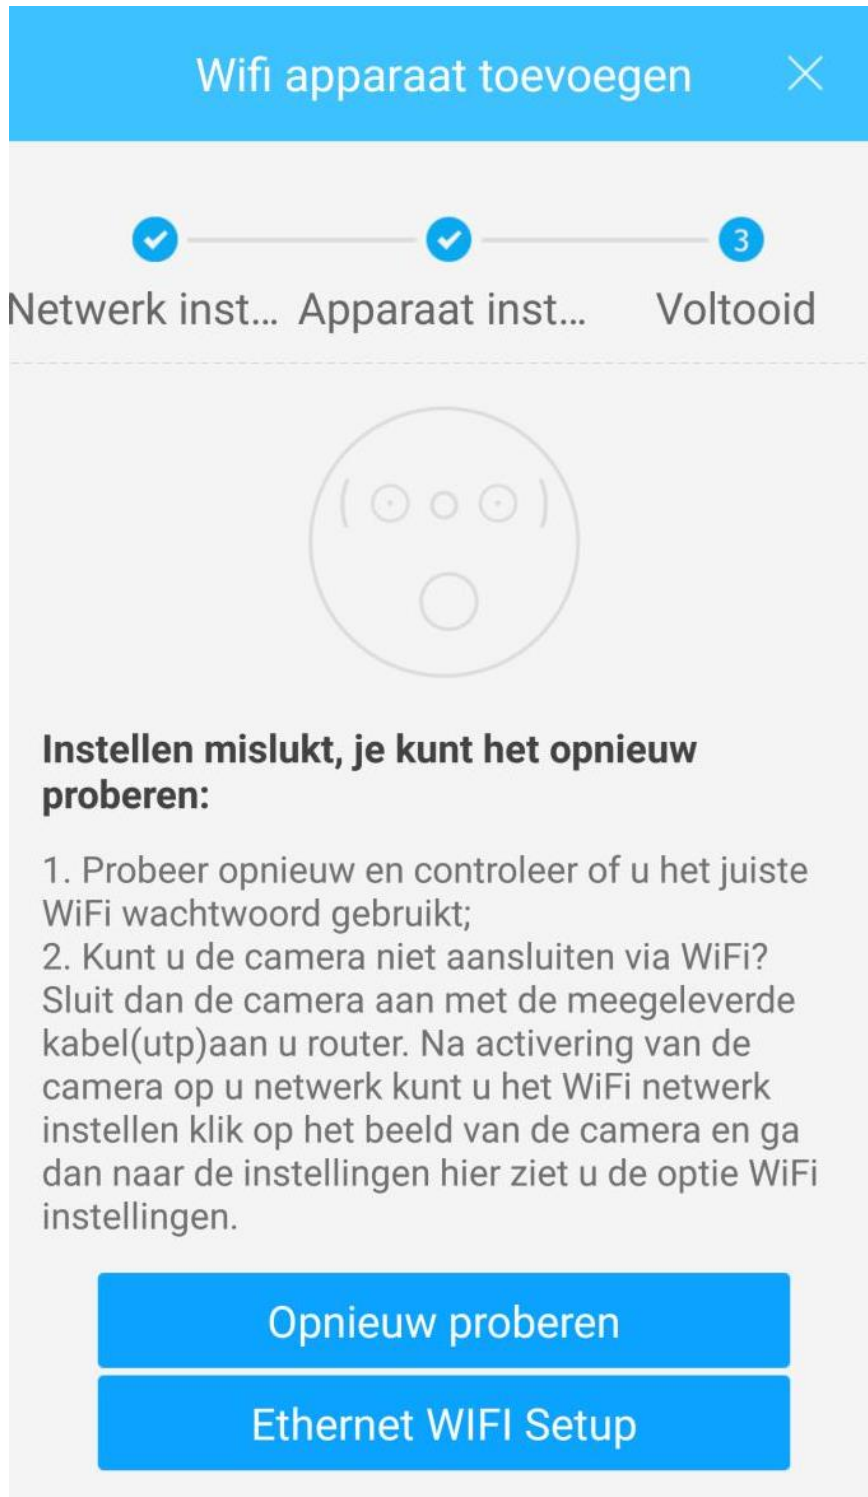 Wifi apparaat toevoegen
3
Netwerk inst... Apparaat inst... Voltooid
Instellen mislukt, je kunt het opnieuw
proberen:
1. Probeer opnieuw en controleer of u het juiste
WiFi wachtwoord gebruikt;
2. Kunt u de camera niet aansluiten via WiFi?
Sluit dan de camera aan met de meegeleverde
kabel(utp)aan u router. Na activering van de
camera op u netwerk kunt u het WiFi netwerk
instellen klik op het beeld van de camera en ga
dan naar de instellingen hier ziet u de optie WiFi
instellingen.
Opnieuw proberen
Ethernet WIFI Setup